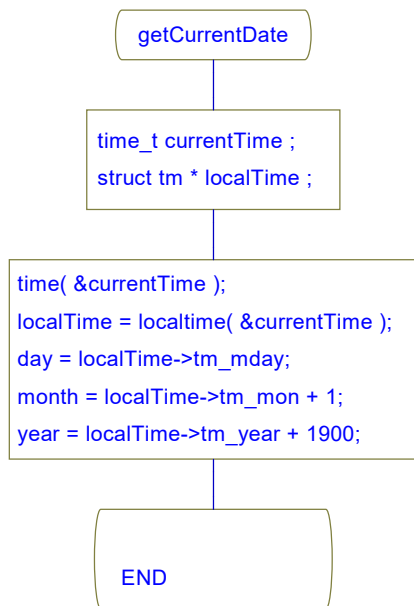 getCurrentDate
time_t currentTime ;
struct tm * localTime ;
time( &currentTime );
localTime = localtime( &currentTime );
day = localTime->tm_mday;
month = localTime->tm_mon + 1;
year = localTime->tm_year + 1900;
END